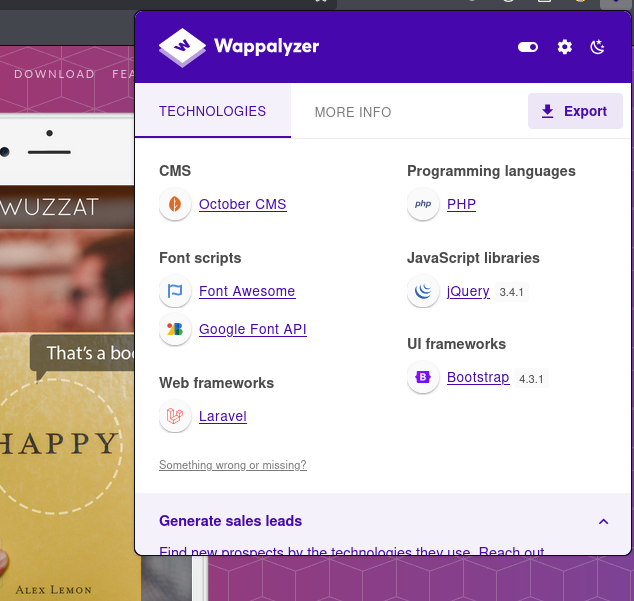 Wappalyzer
DOWNLOAD FEA
TECHNOLOGIES
MORE INFO
Export
CMS
October CMS
Programming languages
php
PHP
Font scripts
Font Awesome
Google Font API
JavaScript libraries
jQuery 3.4.1
UI frameworks
B
Bootstrap 4.3.1
Web frameworks
Laravel
Something wrong or missing?
Generate sales leads
Find new prospects by the technologies they use. Reach out
WUZZAT
That's a boo
HAPPY
ALEX LEMON